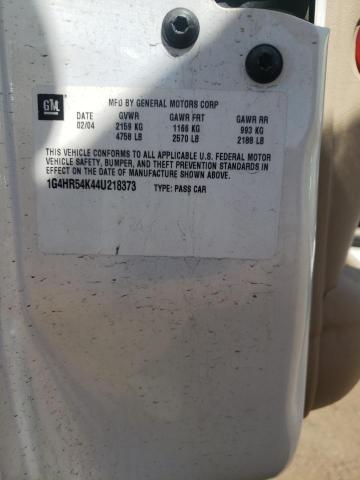 GM
MFD BY GENERAL MOTORS CORP
DATE GVWR GAWR FRT GAWR RR
02/04 2159 KG 1166 KG 993 KG
4758 LB 2570 LB 2188 LB
THIS VEHICLE CONFORMS TO ALL APPLICABLE U.S. FEDERAL MOTOR
VEHICLE SAFETY, BUMPER, AND THEFT PREVENTION STANDARDS IN
EFFECT ON THE DATE OF MANUFACTURE SHOWN ABOVE.
1G4HR54K44U218373 TYPE: PASS CAR